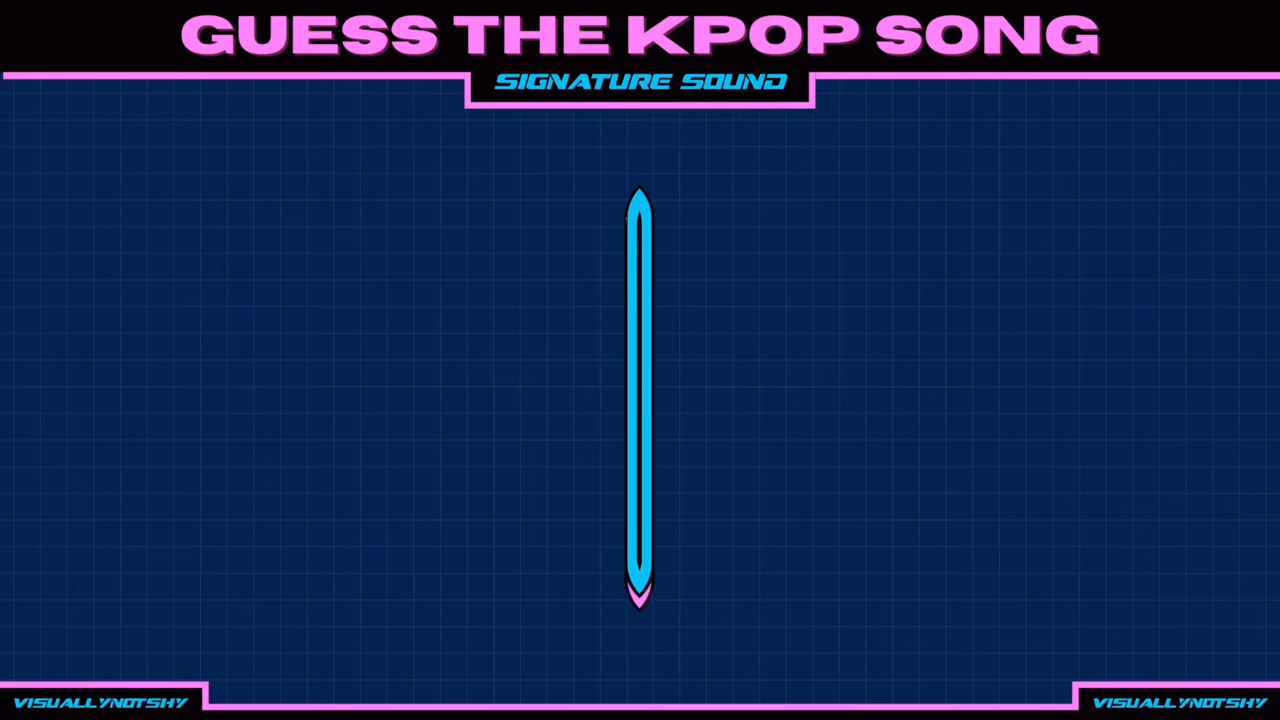 GUESS THE KPOP SONG
SIGNATURE SOUND
VISUALLYNOTSHY
VISUALLYNOTSHY